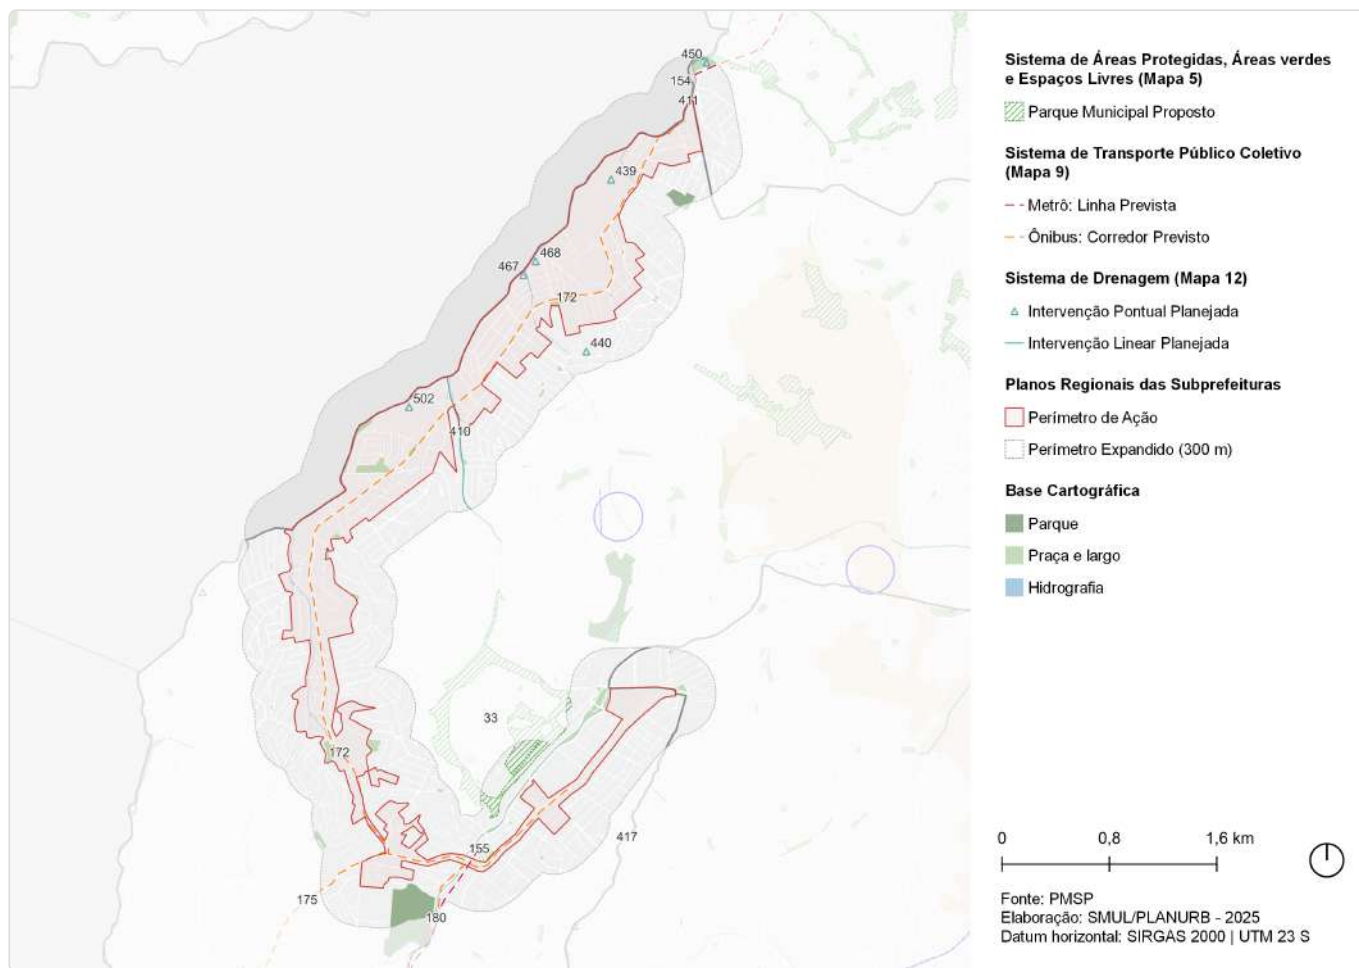 450
154
411
439
468
467
172
440
502
410
33
172
155
417
175
180
Sistema de Áreas Protegidas, Áreas verdes
e Espaços Livres (Mapa 5)
Parque Municipal Proposto
Sistema de Transporte Público Coletivo
(Mapa 9)
Metrô: Linha Prevista
Ônibus: Corredor Previsto
Sistema de Drenagem (Mapa 12)
Intervenção Pontual Planejada
Intervenção Linear Planejada
Planos Regionais das Subprefeituras
Perímetro de Ação
Perímetro Expandido (300 m)
Base Cartográfica
Parque
Praça e largo
Hidrografia
0 0,8 1,6 km
Fonte: PMSP
Elaboração: SMUL/PLANURB - 2025
Datum horizontal: SIRGAS 2000 | UTM 23 S